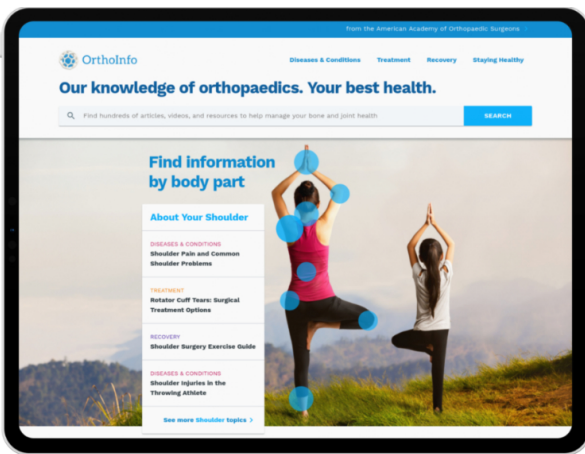 from the American Academy of Orthopaedic Surgeons
OrthoInfo
Diseases & Conditions Treatment Recovery Staying Healthy
Our knowledge of orthopaedics. Your best health.
Find hundreds of articles, videos, and resources to help manage your bone and joint health
SEARCH
Find information
by body part
About Your Shoulder
DISEASES & CONDITIONS
Shoulder Pain and Common
Shoulder Problems
TREATMENT
Rotator Cuff Tears: Surgical
Treatment Options
RECOVERY
Shoulder Surgery Exercise Guide
DISEASES & CONDITIONS
Shoulder Injuries in the
Throwing Athlete
See more Shoulder topics >